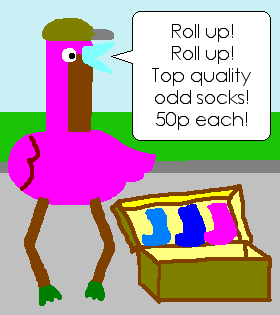 Roll up!
Roll up!
Top quality
odd socks!
50p each!